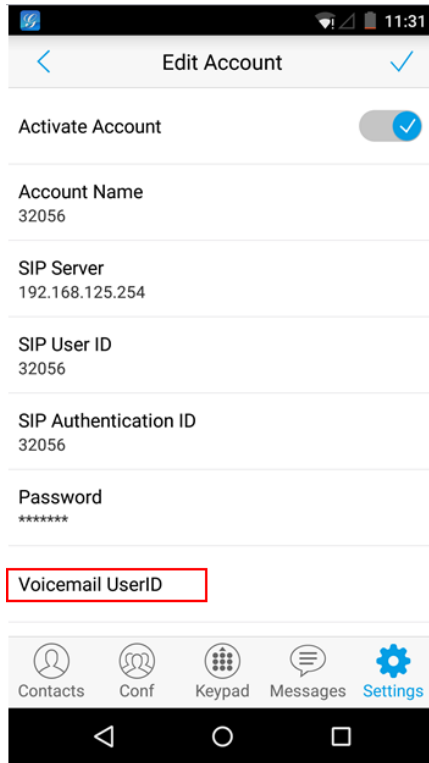 11:31
Edit Account
Activate Account
Account Name
32056
SIP Server
192.168.125.254
SIP User ID
32056
SIP Authentication ID
32056
Password
*******
Voicemail UserID
Contacts Conf Keypad Messages Settings